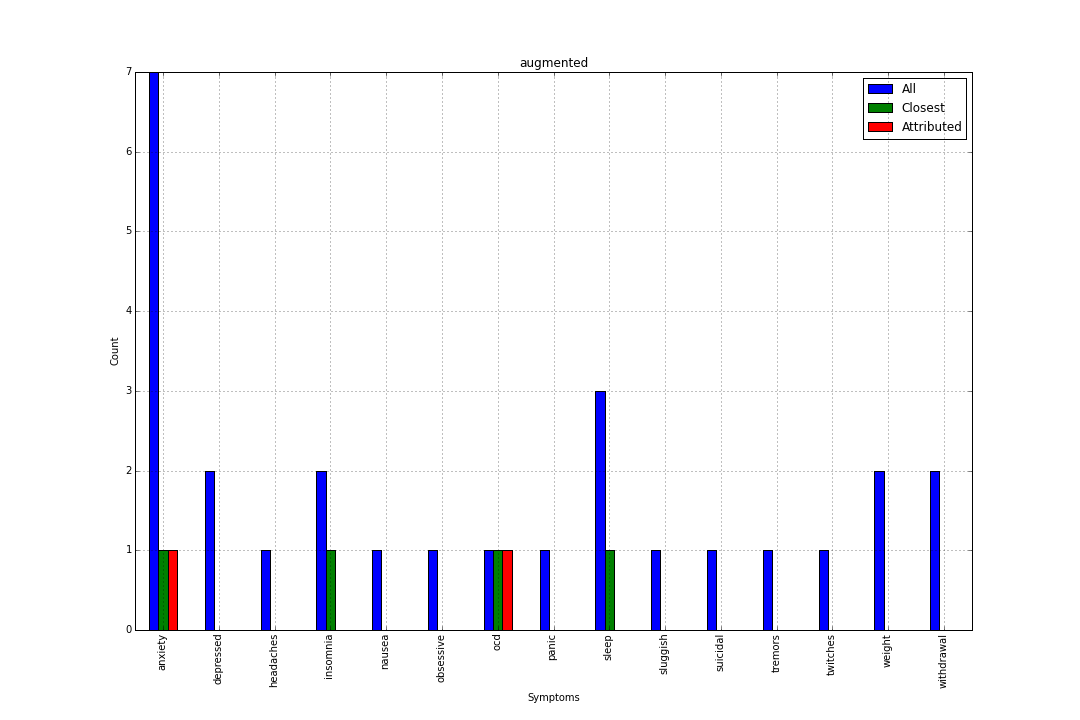 augmented
All
Closest
Attributed
7
6
5
4
3
2
1
0
Count
anxiety
depressed
headaches
insomnia
nausea
obsessive
ocd
panic
sleep
sluggish
suicidal
tremors
twitches
weight
withdrawal
Symptoms